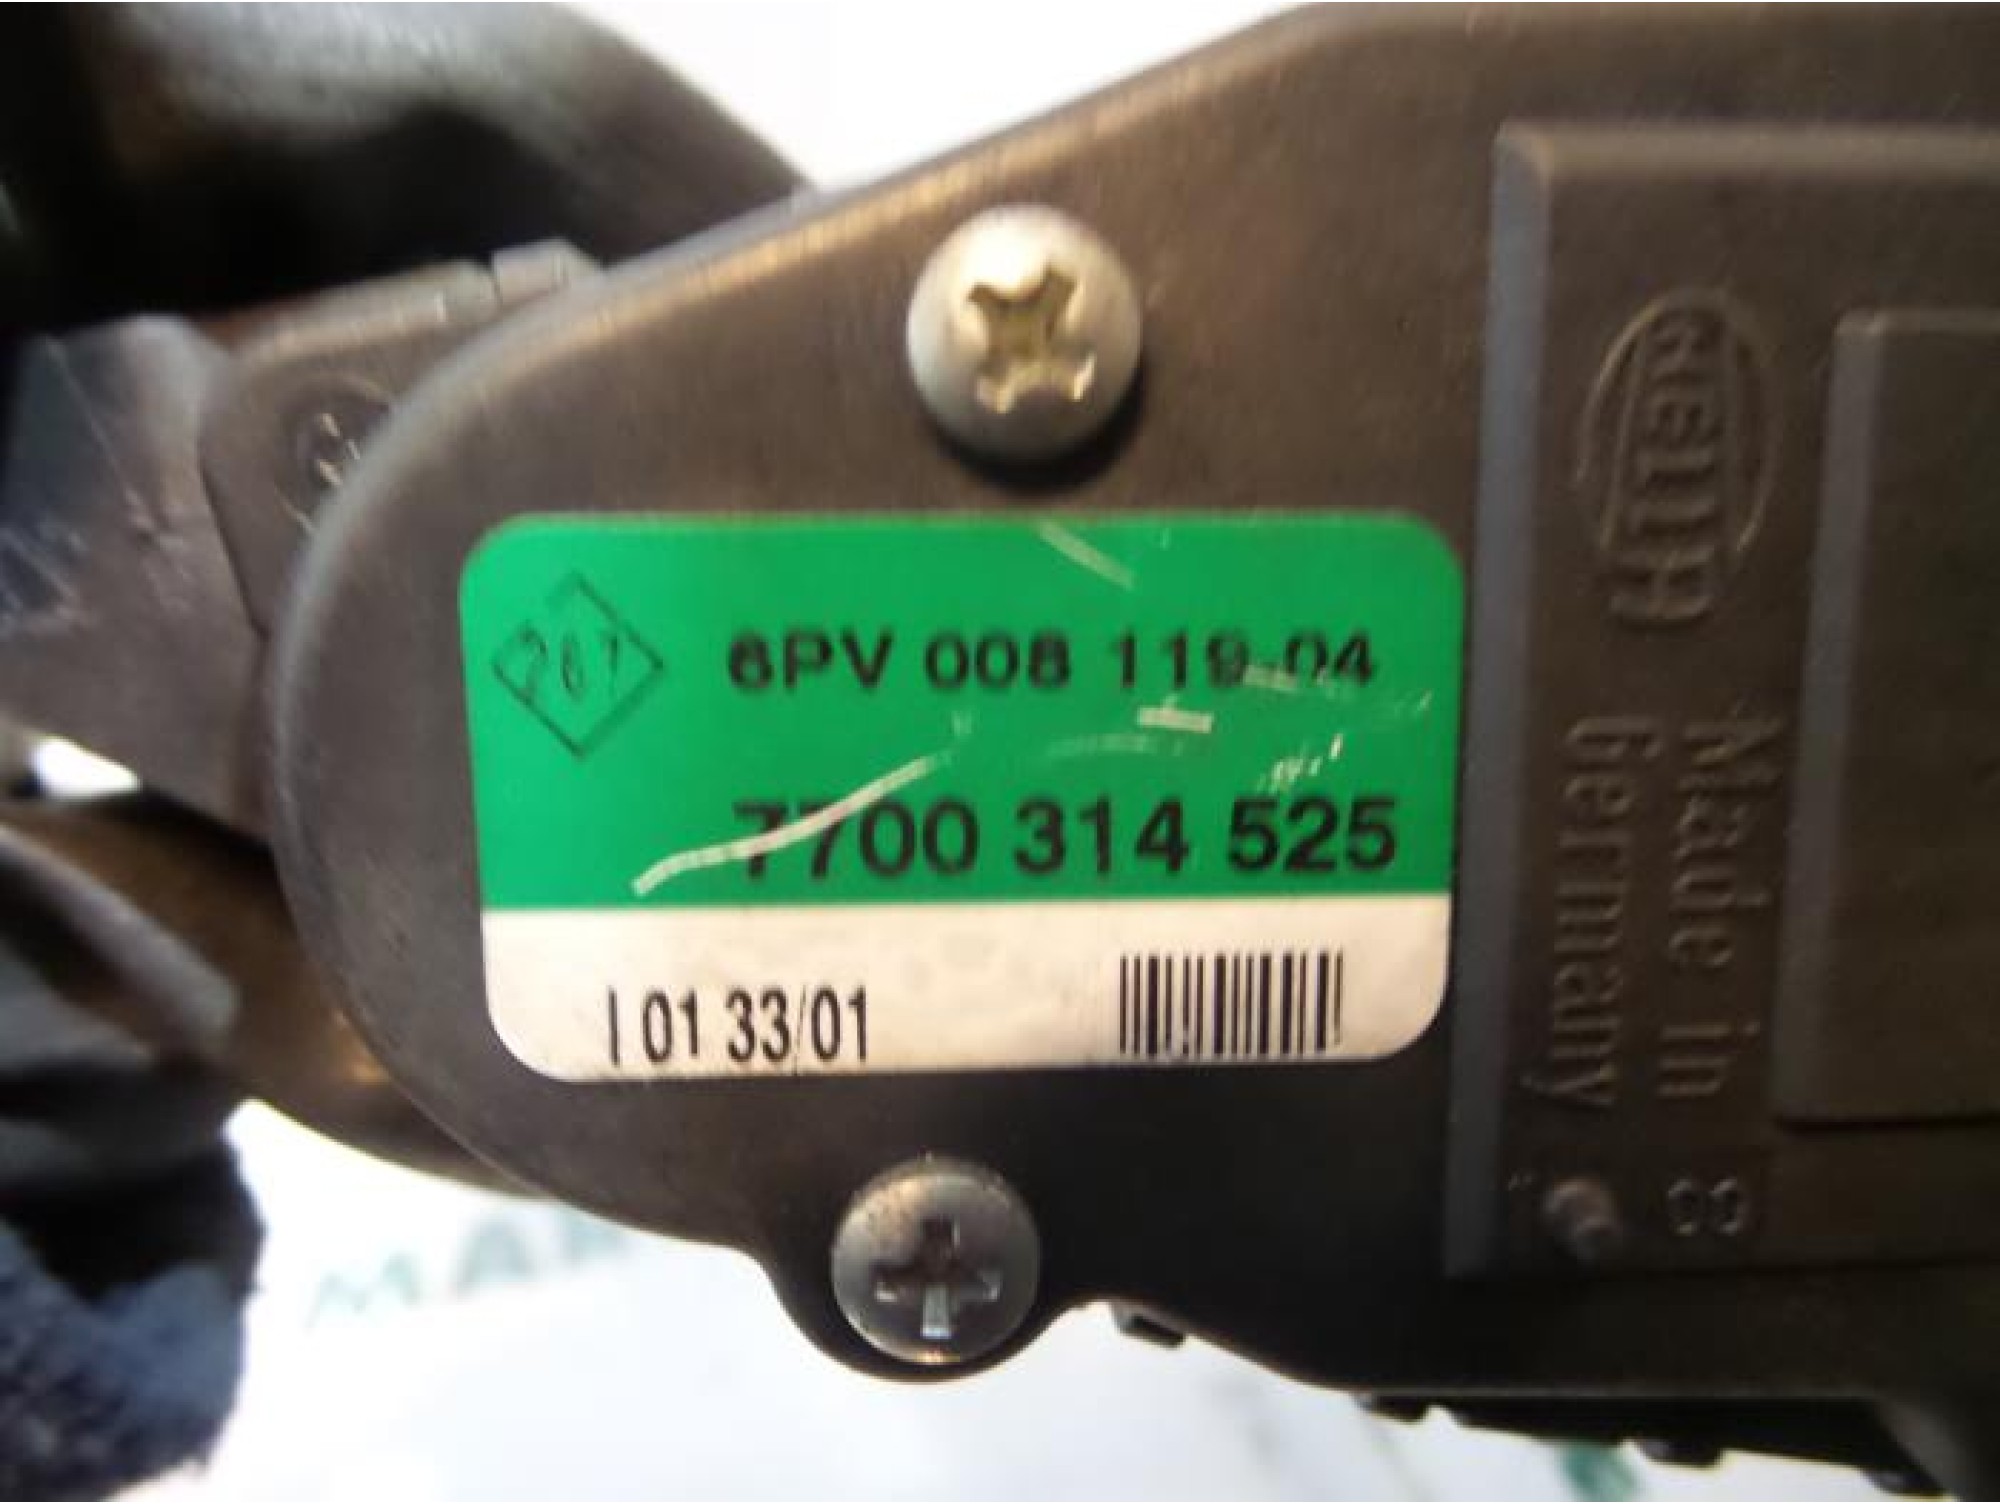 6PV 008 119-04
7700 314 525
I 01 33/01
HELLA
Made in
Germany